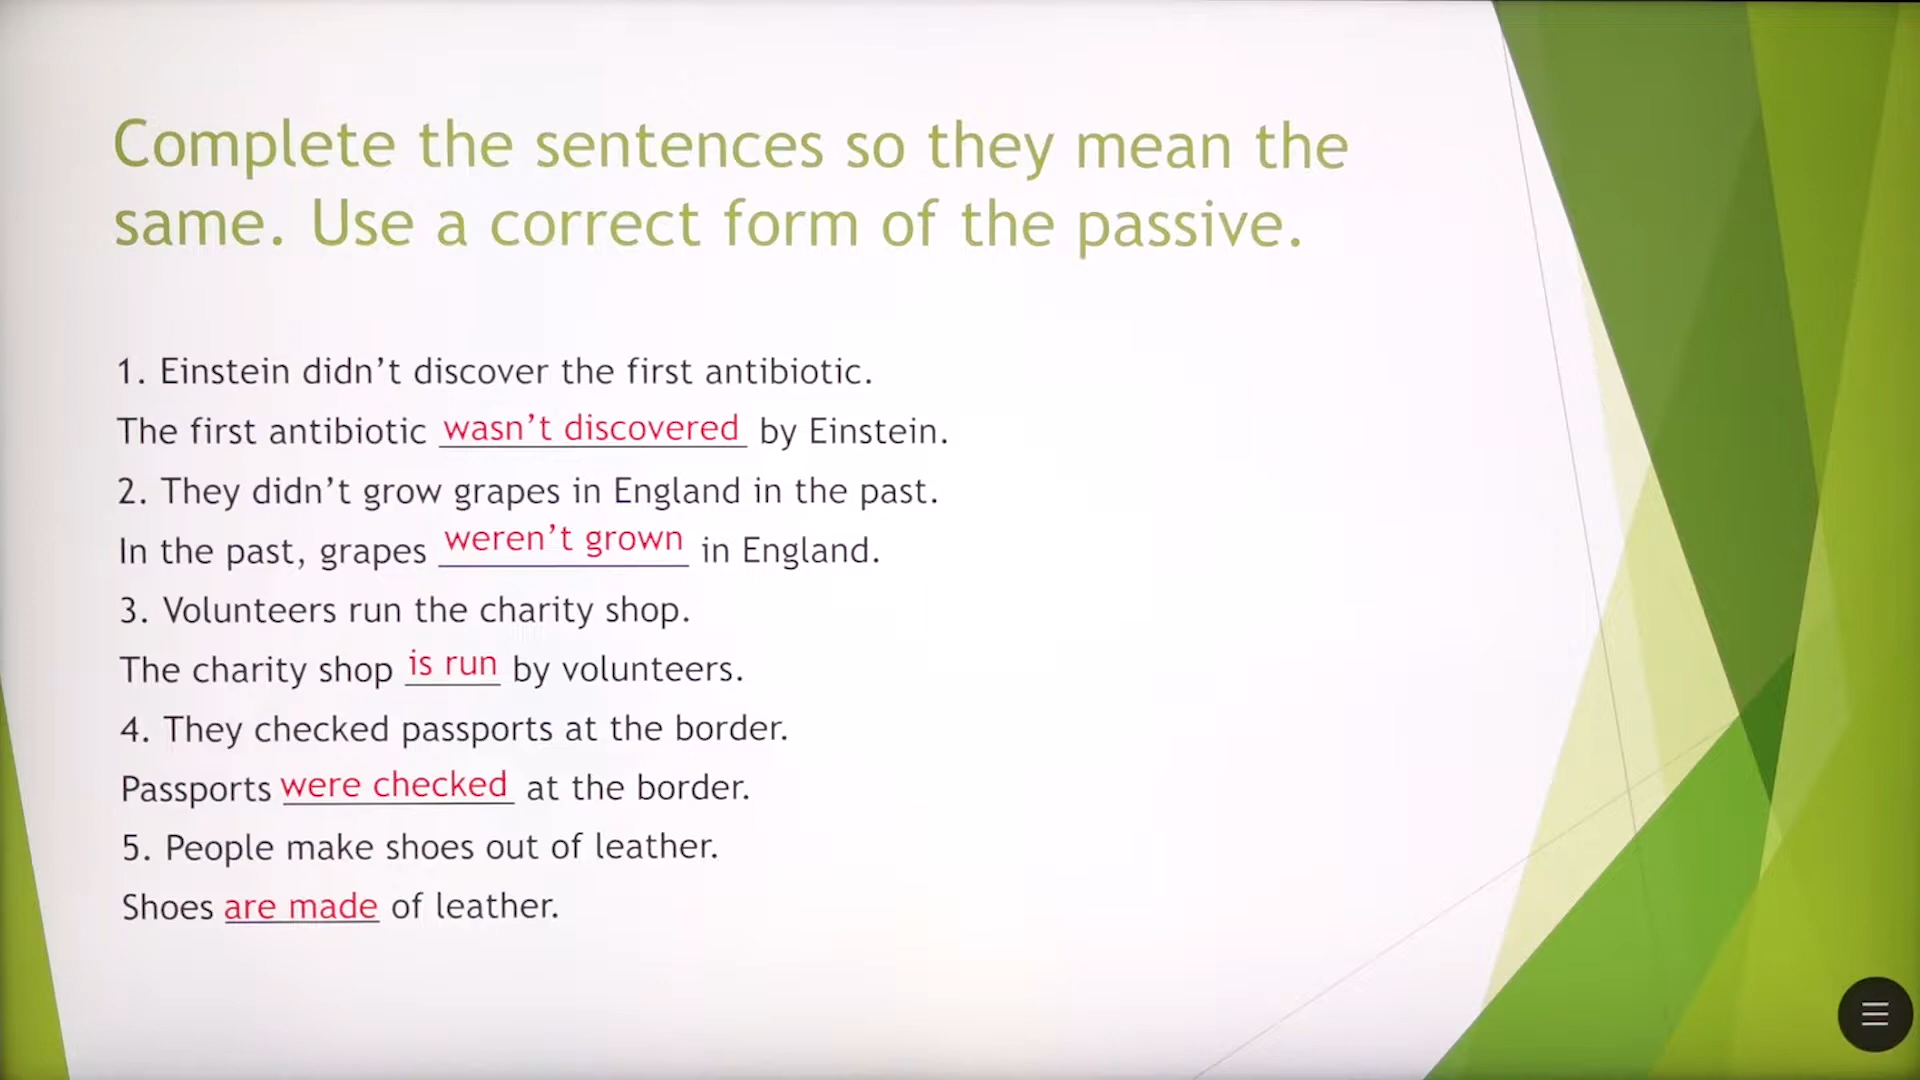 Complete the sentences so they mean the
same. Use a correct form of the passive.
1. Einstein didn’t discover the first antibiotic.
The first antibiotic wasn’t discovered by Einstein.
2. They didn’t grow grapes in England in the past.
In the past, grapes weren’t grown in England.
3. Volunteers run the charity shop.
The charity shop is run by volunteers.
4. They checked passports at the border.
Passports were checked at the border.
5. People make shoes out of leather.
Shoes are made of leather.